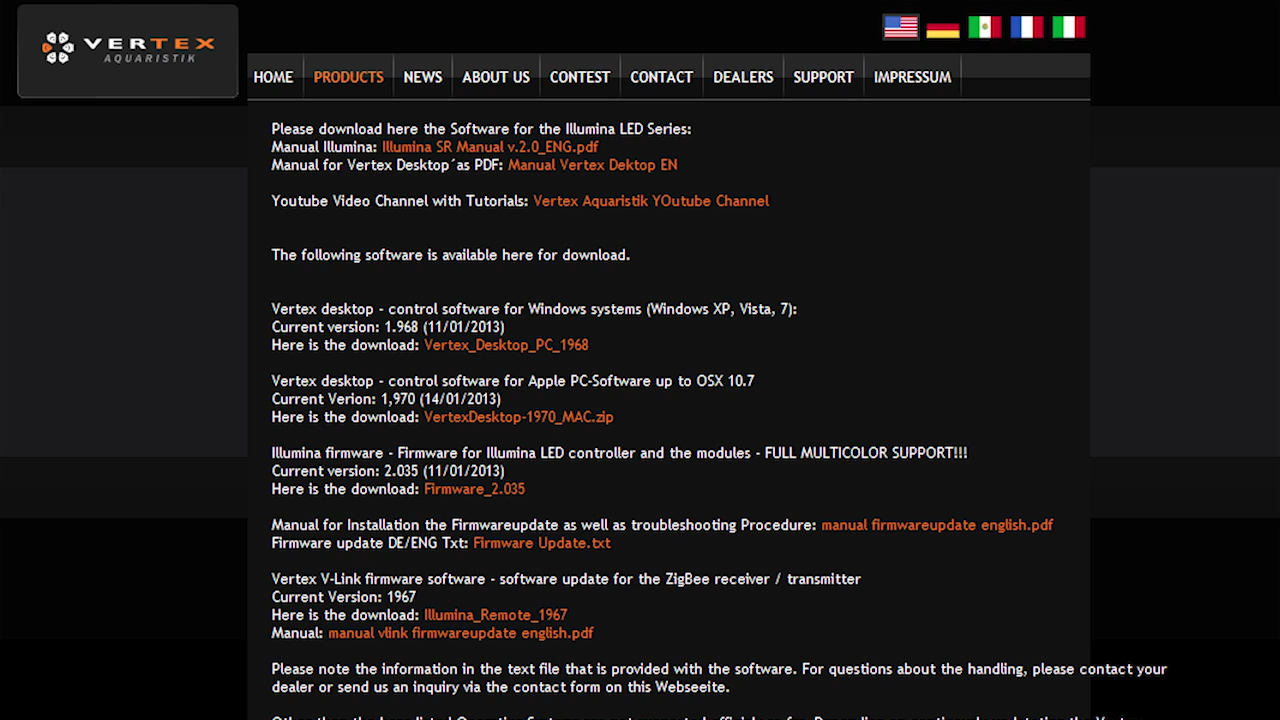 VERTEX
AQUARISTIK
HOME PRODUCTS NEWS ABOUT US CONTEST CONTACT DEALERS SUPPORT IMPRESSUM
Please download here the Software for the Illumina LED Series:
Manual Illumina: Illumina SR Manual v.2.0_ENG.pdf
Manual for Vertex Desktop´as PDF: Manual Vertex Dektop EN
Youtube Video Channel with Tutorials: Vertex Aquaristik YOutube Channel
The following software is available here for download.
Vertex desktop - control software for Windows systems (Windows XP, Vista, 7):
Current version: 1.968 (11/01/2013)
Here is the download: Vertex_Desktop_PC_1968
Vertex desktop - control software for Apple PC-Software up to OSX 10.7
Current Verion: 1,970 (14/01/2013)
Here is the download: VertexDesktop-1970_MAC.zip
Illumina firmware - Firmware for Illumina LED controller and the modules - FULL MULTICOLOR SUPPORT!!!
Current version: 2.035 (11/01/2013)
Here is the download: Firmware_2.035
Manual for Installation the Firmwareupdate as well as troubleshooting Procedure: manual firmwareupdate english.pdf
Firmware update DE/ENG Txt: Firmware Update.txt
Vertex V-Link firmware software - software update for the ZigBee receiver / transmitter
Current Version: 1967
Here is the download: Illumina_Remote_1967
Manual: manual vlink firmwareupdate english.pdf
Please note the information in the text file that is provided with the software. For questions about the handling, please contact your
dealer or send us an inquiry via the contact form on this Webseeite.